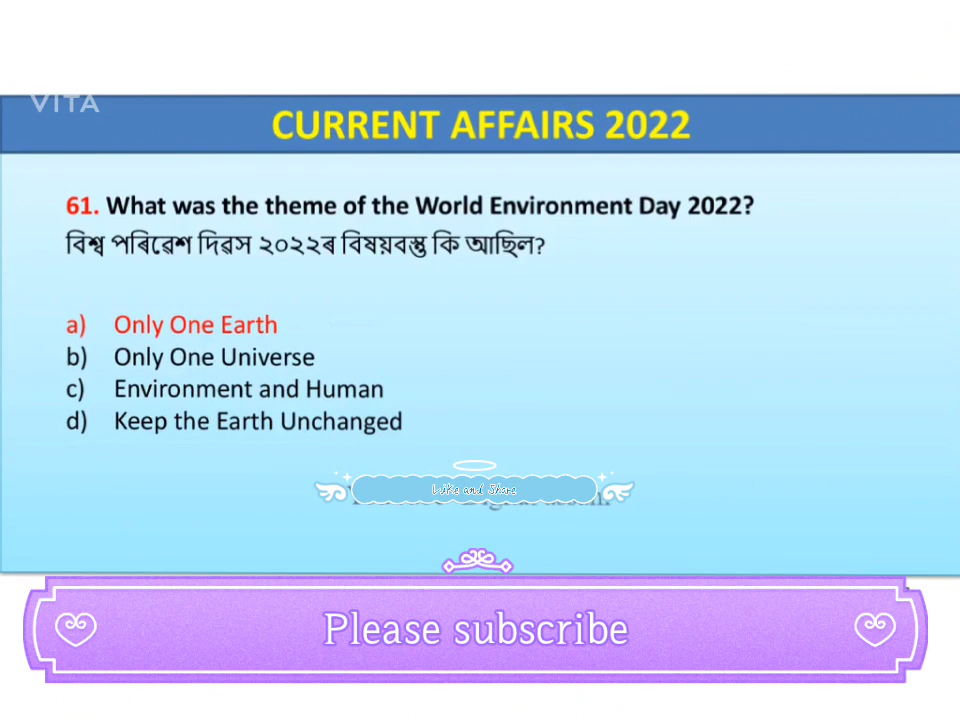 VITA
CURRENT AFFAIRS 2022
61. What was the theme of the World Environment Day 2022?
বিশ্ব পৰিৱেশ দিৱস ২০২২ৰ বিষয়বস্তু কি আছিল?
a) Only One Earth
b) Only One Universe
c) Environment and Human
d) Keep the Earth Unchanged
Like and Share
Please subscribe